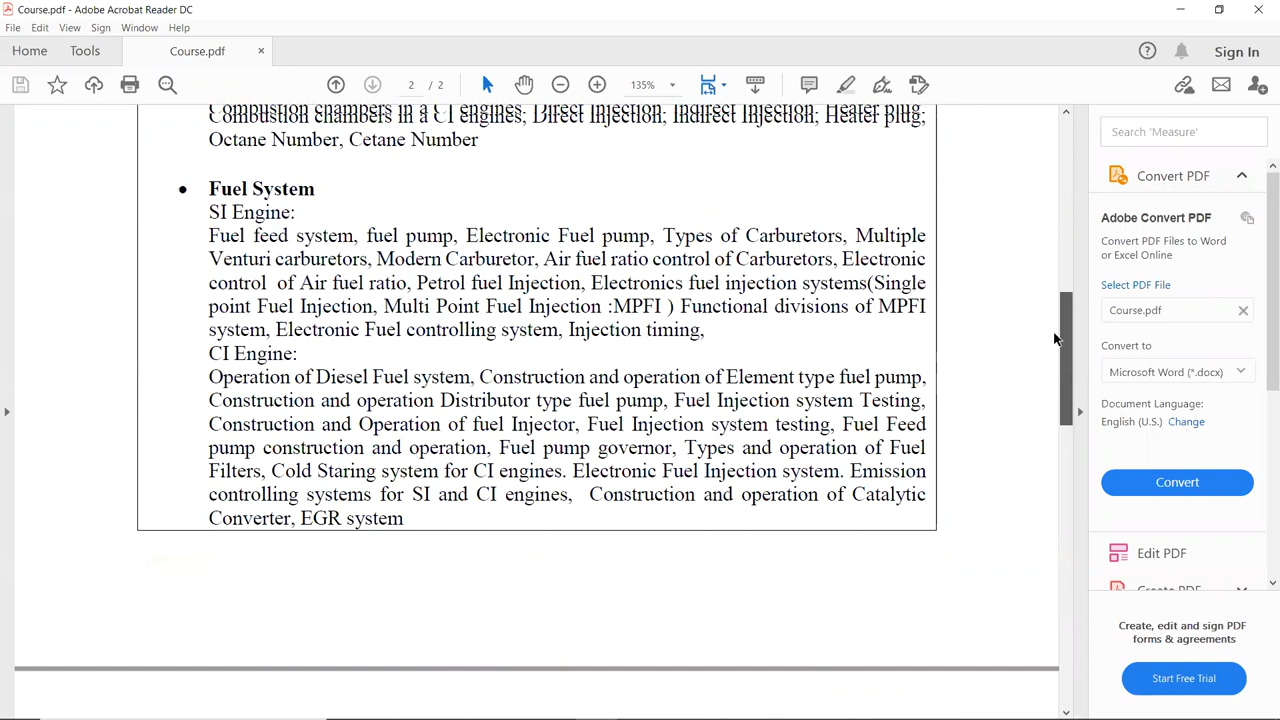 Course.pdf - Adobe Acrobat Reader DC
File Edit View Sign Window Help
Home Tools Course.pdf × Sign In
2 / 2 135%
Combustion chambers in a CI engines; Direct Injection; Indirect Injection; Heater plug;
Octane Number, Cetane Number
• Fuel System
SI Engine:
Fuel feed system, fuel pump, Electronic Fuel pump, Types of Carburetors, Multiple
Venturi carburetors, Modern Carburetor, Air fuel ratio control of Carburetors, Electronic
control of Air fuel ratio, Petrol fuel Injection, Electronics fuel injection systems(Single
point Fuel Injection, Multi Point Fuel Injection :MPFI ) Functional divisions of MPFI
system, Electronic Fuel controlling system, Injection timing,
CI Engine:
Operation of Diesel Fuel system, Construction and operation of Element type fuel pump,
Construction and operation Distributor type fuel pump, Fuel Injection system Testing,
Construction and Operation of fuel Injector, Fuel Injection system testing, Fuel Feed
pump construction and operation, Fuel pump governor, Types and operation of Fuel
Filters, Cold Staring system for CI engines. Electronic Fuel Injection system. Emission
controlling systems for SI and CI engines, Construction and operation of Catalytic
Converter, EGR system
Search 'Measure'
Convert PDF
Adobe Convert PDF
Convert PDF Files to Word
or Excel Online
Select PDF File
Course.pdf
Convert to
Microsoft Word (*.docx)
Document Language:
English (U.S.) Change
Convert
Edit PDF
Create PDF
Create, edit and sign PDF
forms & agreements
Start Free Trial